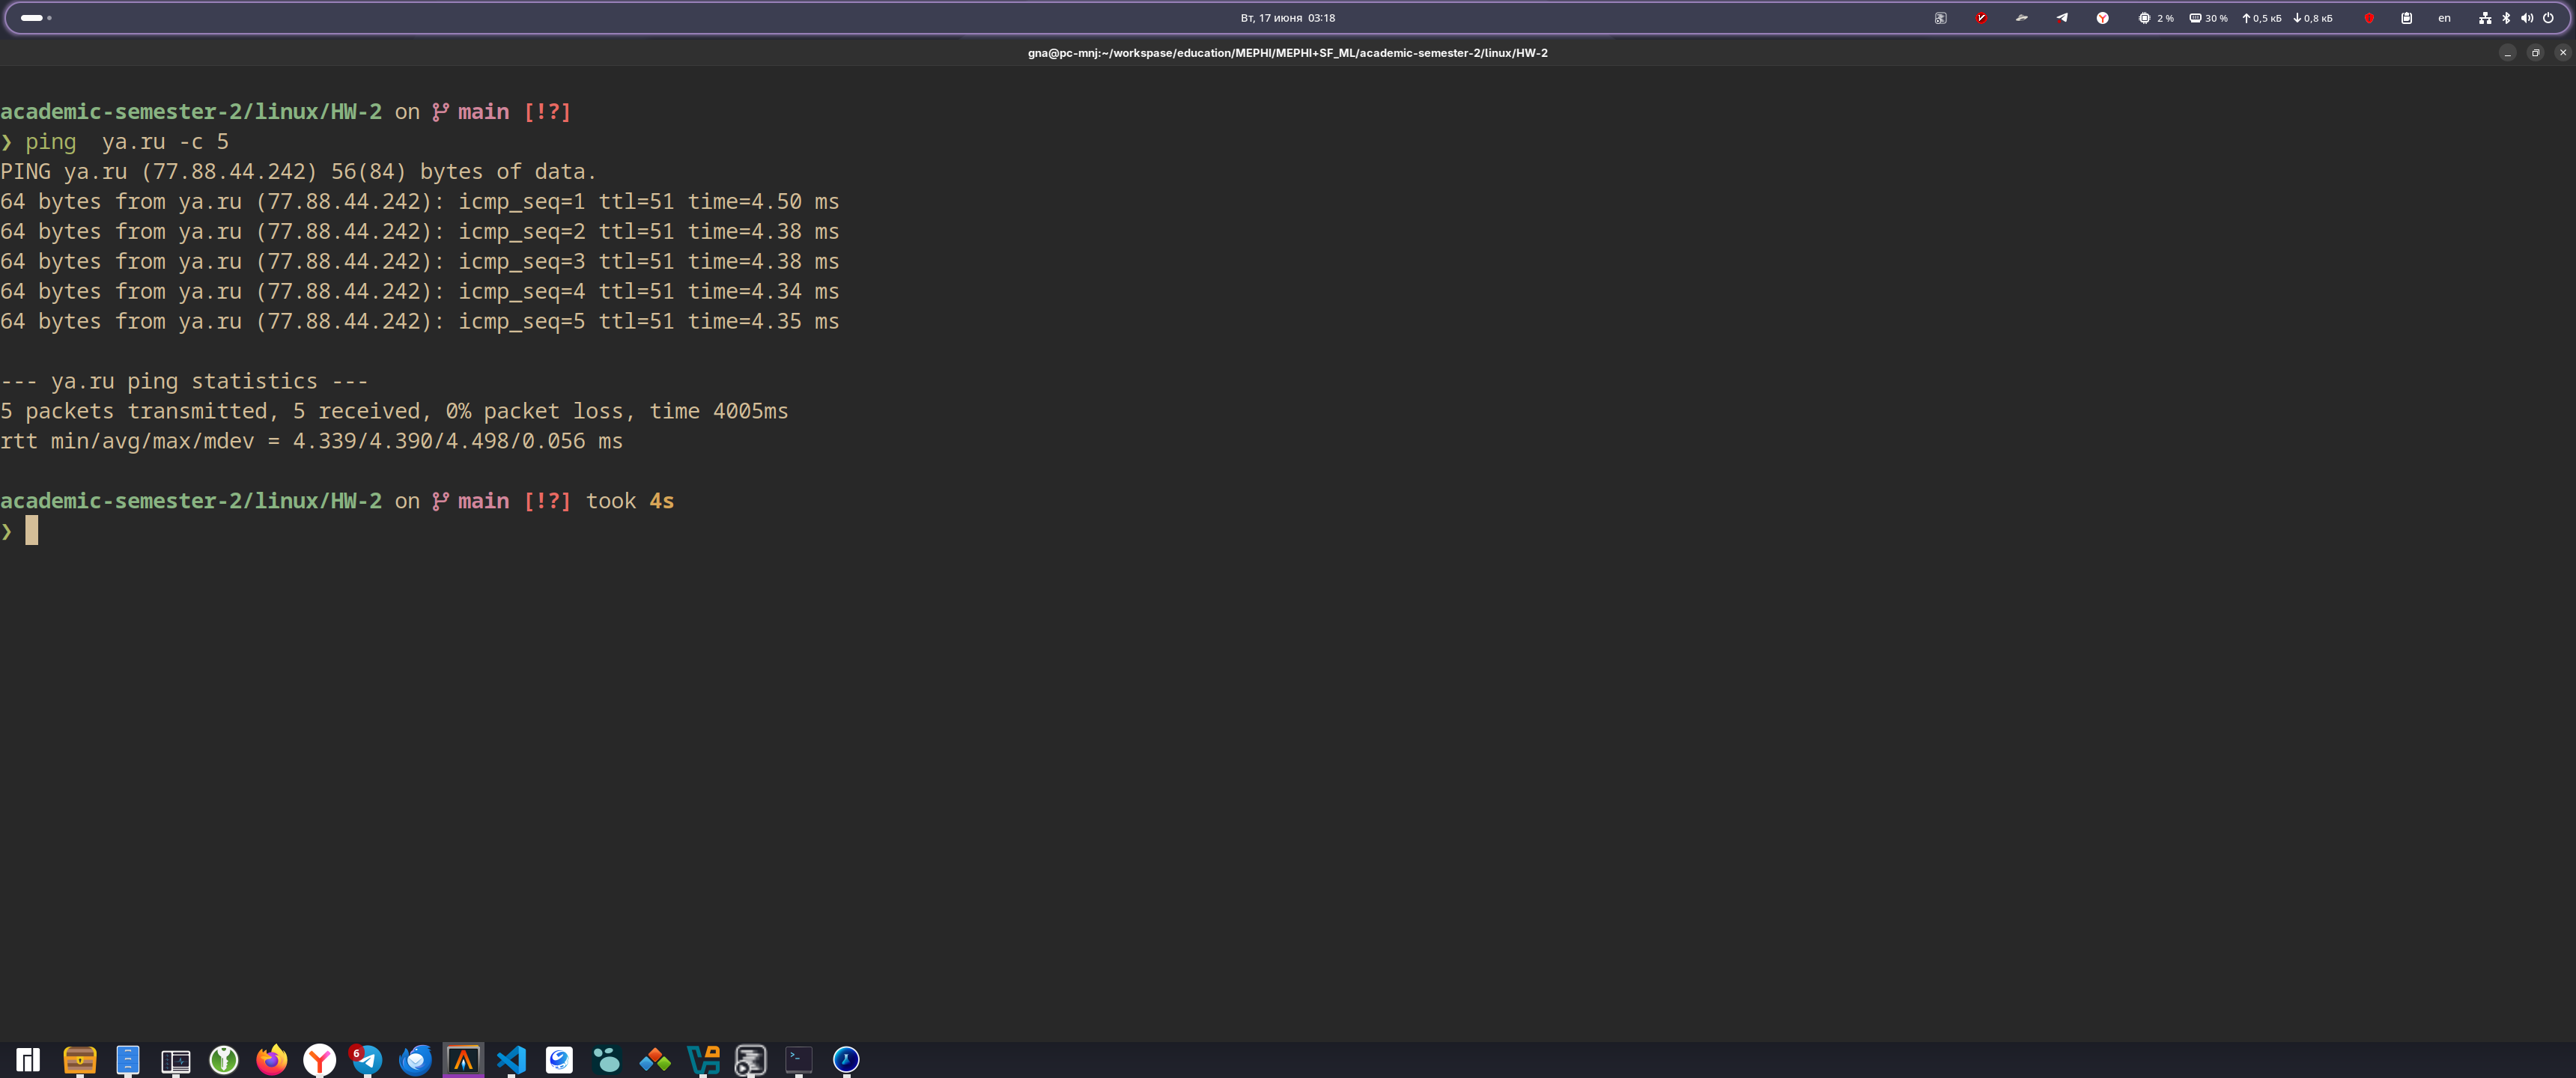 Вт, 17 июня 03:18
2 % 30 % 0,5 кБ 0,8 кБ en
gna@pc-mnj:~/workspase/education/MEPHI/MEPHI+SF_ML/academic-semester-2/linux/HW-2
academic-semester-2/linux/HW-2 on main [!?]
❯ ping  ya.ru -c 5
PING ya.ru (77.88.44.242) 56(84) bytes of data.
64 bytes from ya.ru (77.88.44.242): icmp_seq=1 ttl=51 time=4.50 ms
64 bytes from ya.ru (77.88.44.242): icmp_seq=2 ttl=51 time=4.38 ms
64 bytes from ya.ru (77.88.44.242): icmp_seq=3 ttl=51 time=4.38 ms
64 bytes from ya.ru (77.88.44.242): icmp_seq=4 ttl=51 time=4.34 ms
64 bytes from ya.ru (77.88.44.242): icmp_seq=5 ttl=51 time=4.35 ms
--- ya.ru ping statistics ---
5 packets transmitted, 5 received, 0% packet loss, time 4005ms
rtt min/avg/max/mdev = 4.339/4.390/4.498/0.056 ms
academic-semester-2/linux/HW-2 on main [!?] took 4s
❯
6